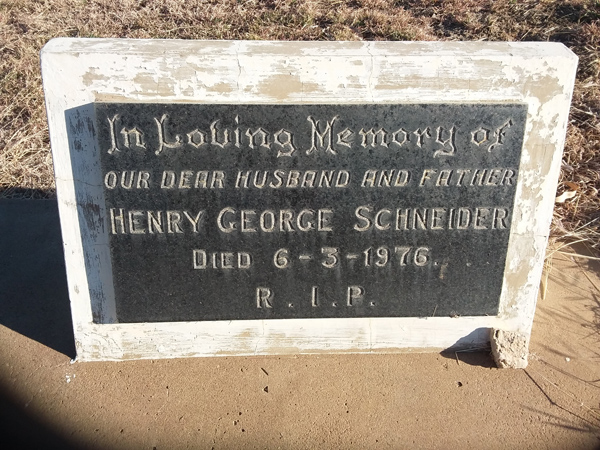 In Loving Memory of
OUR DEAR HUSBAND AND FATHER
HENRY GEORGE SCHNEIDER
DIED 6-3-1976.
R.I.P.